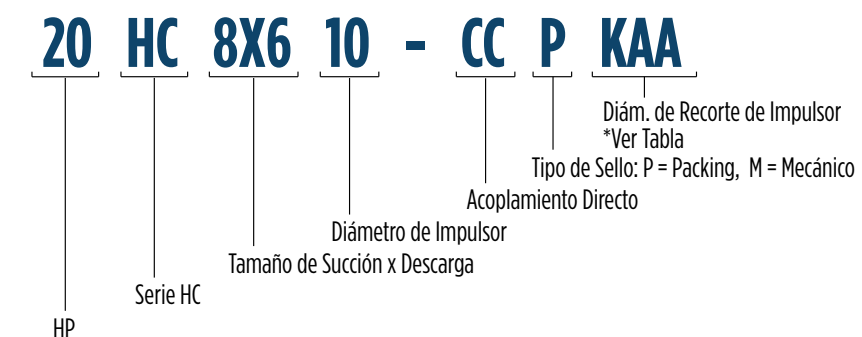 20 HC 8X6 10 - CC P KAA
Diám. de Recorte de Impulsor
*Ver Tabla
Tipo de Sello: P = Packing, M = Mecánico
Acoplamiento Directo
Diámetro de Impulsor
Tamaño de Succión x Descarga
Serie HC
HP